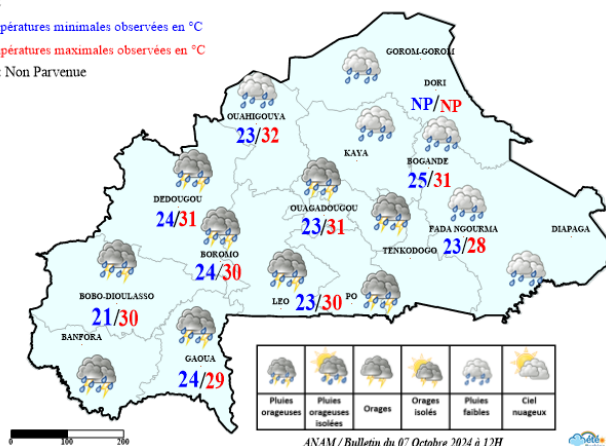 pératures minimales observées en °C
pératures maximales observées en °C
: Non Parvenue
GOROM-GOROM
DORI
NP/NP
OUAHIGOUYA
23/32
KAYA
BOGANDE
25/31
DEDOUGOU
24/31
OUAGADOUGOU
23/31
FADA NGOURMA
23/28
DIAPAGA
TENKODOGO
BOROMO
24/30
BOBO-DIOULASSO
21/30
LEO
23/30
PO
BANFORA
GAOUA
24/29
Pluies orageuses
Pluies orageuses isolées
Orages
Orages isolés
Pluies faibles
Ciel nuageux
0
100
200
ANAM / Bulletin du 07 Octobre 2024 à 12H